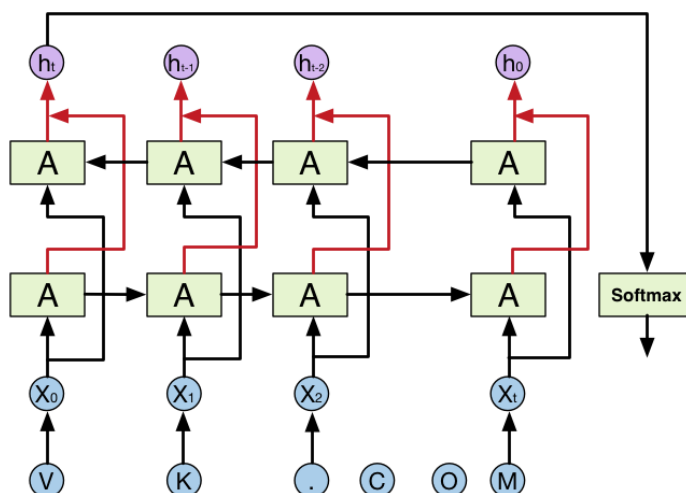 ht ht-1 ht-2 h0
A A A A
A A A A
Softmax
X0 X1 X2 Xt
V K . C O M